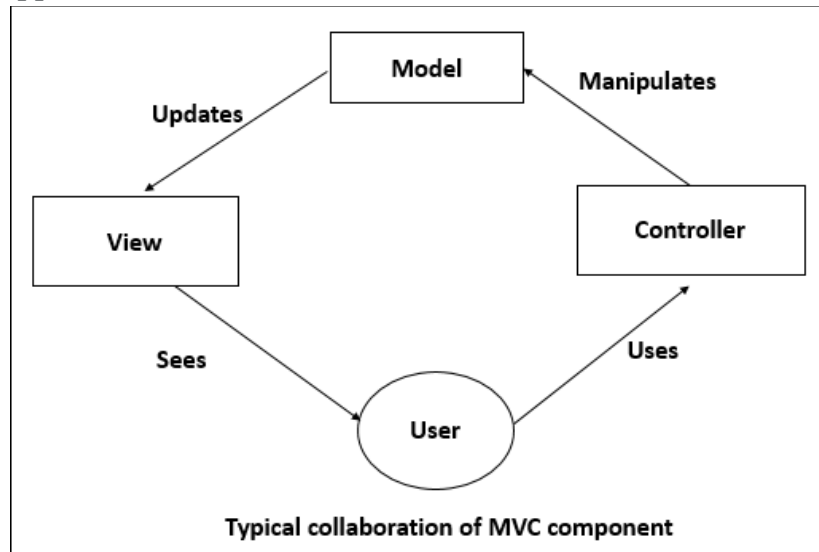 Model
Manipulates
Updates
View
Controller
Sees
Uses
User
Typical collaboration of MVC component